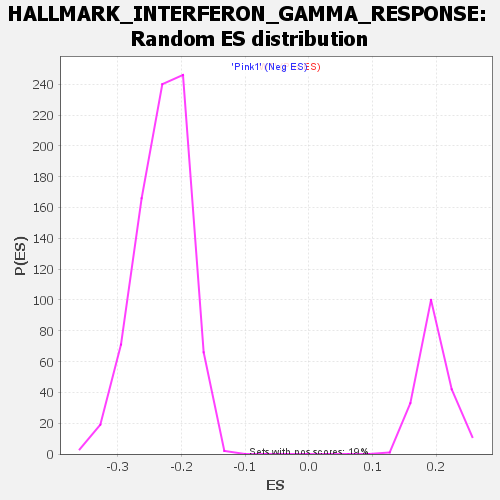 HALLMARK_INTERFERON_GAMMA_RESPONSE:
Random ES distribution
'Pink1' (Neg ES) ES)
240
220
200
180
160
140
120
100
80
60
40
20
0
P(ES)
Sets with pos scores: 19%
-0.3 -0.2 -0.1 0.0 0.1 0.2
ES